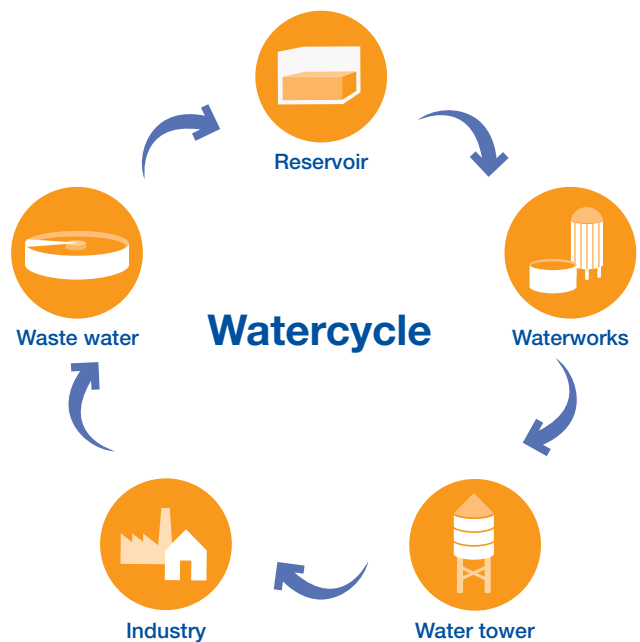 Reservoir
Waste water
Watercycle
Waterworks
Industry
Water tower